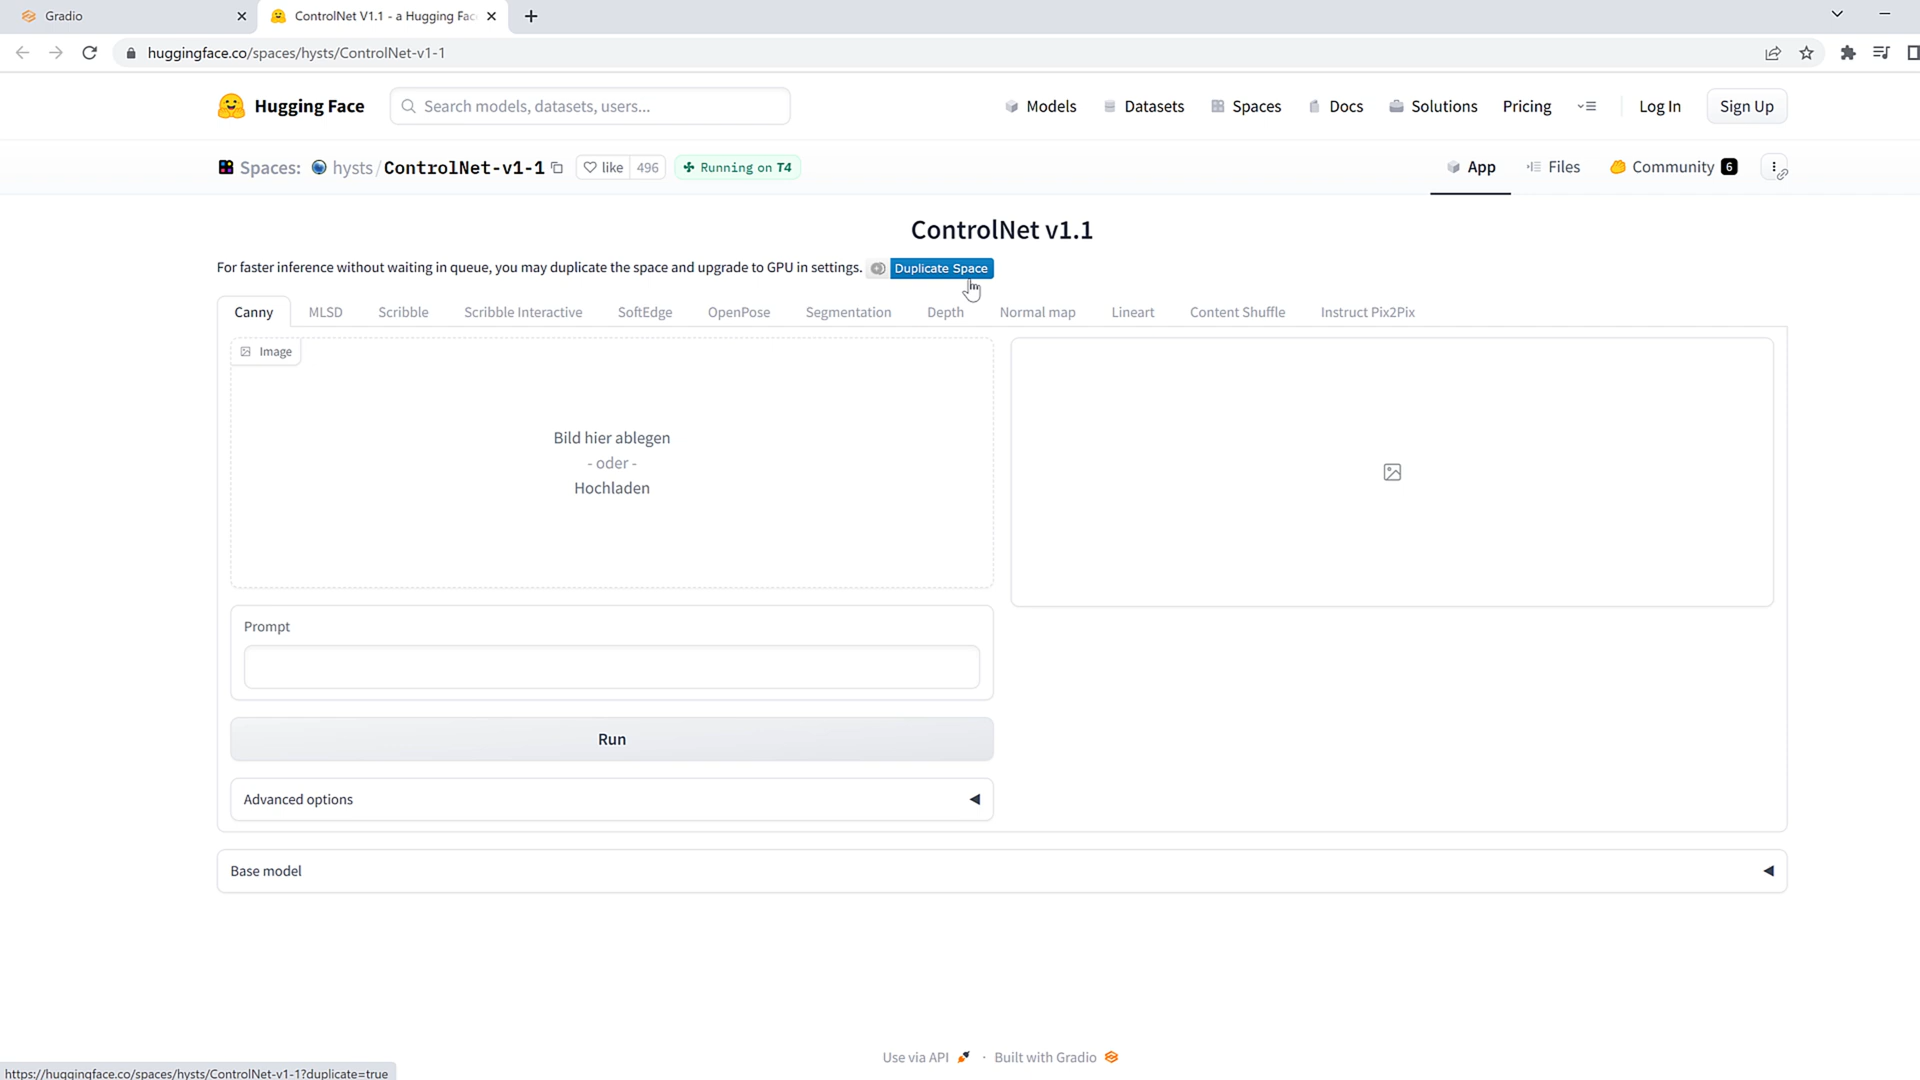 Gradio
ControlNet V1.1 - a Hugging Fac
huggingface.co/spaces/hysts/ControlNet-v1-1
Hugging Face
Search models, datasets, users...
Models
Datasets
Spaces
Docs
Solutions
Pricing
Log In
Sign Up
Spaces: hysts/ControlNet-v1-1
like 496
Running on T4
App
Files
Community 6
ControlNet v1.1
For faster inference without waiting in queue, you may duplicate the space and upgrade to GPU in settings. Duplicate Space
Canny
MLSD
Scribble
Scribble Interactive
SoftEdge
OpenPose
Segmentation
Depth
Normal map
Lineart
Content Shuffle
Instruct Pix2Pix
Image
Bild hier ablegen
- oder -
Hochladen
Prompt
Run
Advanced options
Base model
Use via API · Built with Gradio
https://huggingface.co/spaces/hysts/ControlNet-v1-1?duplicate=true